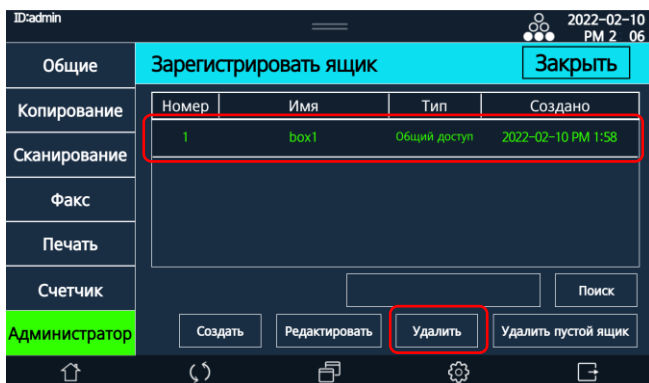 ID:admin
2022-02-10
PM 2 06
Общие
Зарегистрировать ящик
Закрыть
Копирование
Номер Имя Тип Создано
1 box1 Общий доступ 2022-02-10 PM 1:58
Сканирование
Факс
Печать
Счетчик
Поиск
Администратор
Создать Редактировать Удалить Удалить пустой ящик